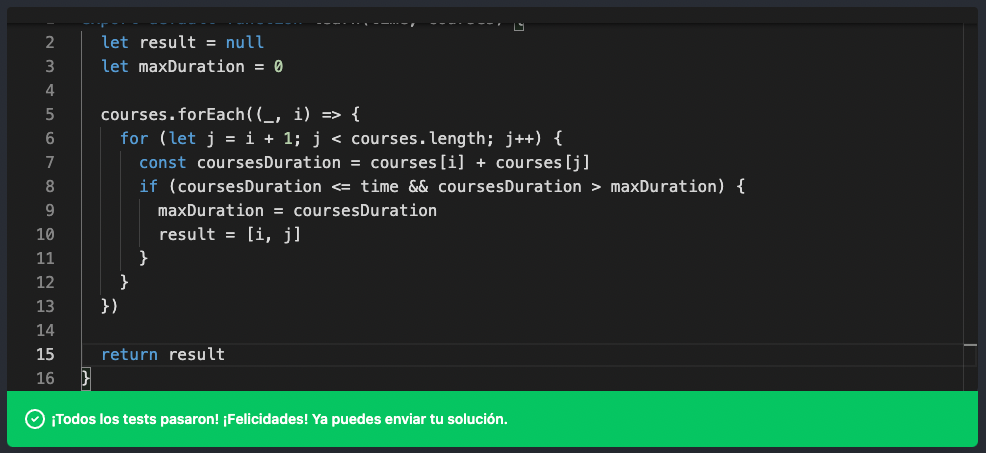 2 let result = null
3 let maxDuration = 0
4
5 courses.forEach((_, i) => {
6 for (let j = i + 1; j < courses.length; j++) {
7 const coursesDuration = courses[i] + courses[j]
8 if (coursesDuration <= time && coursesDuration > maxDuration) {
9 maxDuration = coursesDuration
10 result = [i, j]
11 }
12 }
13 })
14
15 return result
16 }
¡Todos los tests pasaron! ¡Felicidades! Ya puedes enviar tu solución.